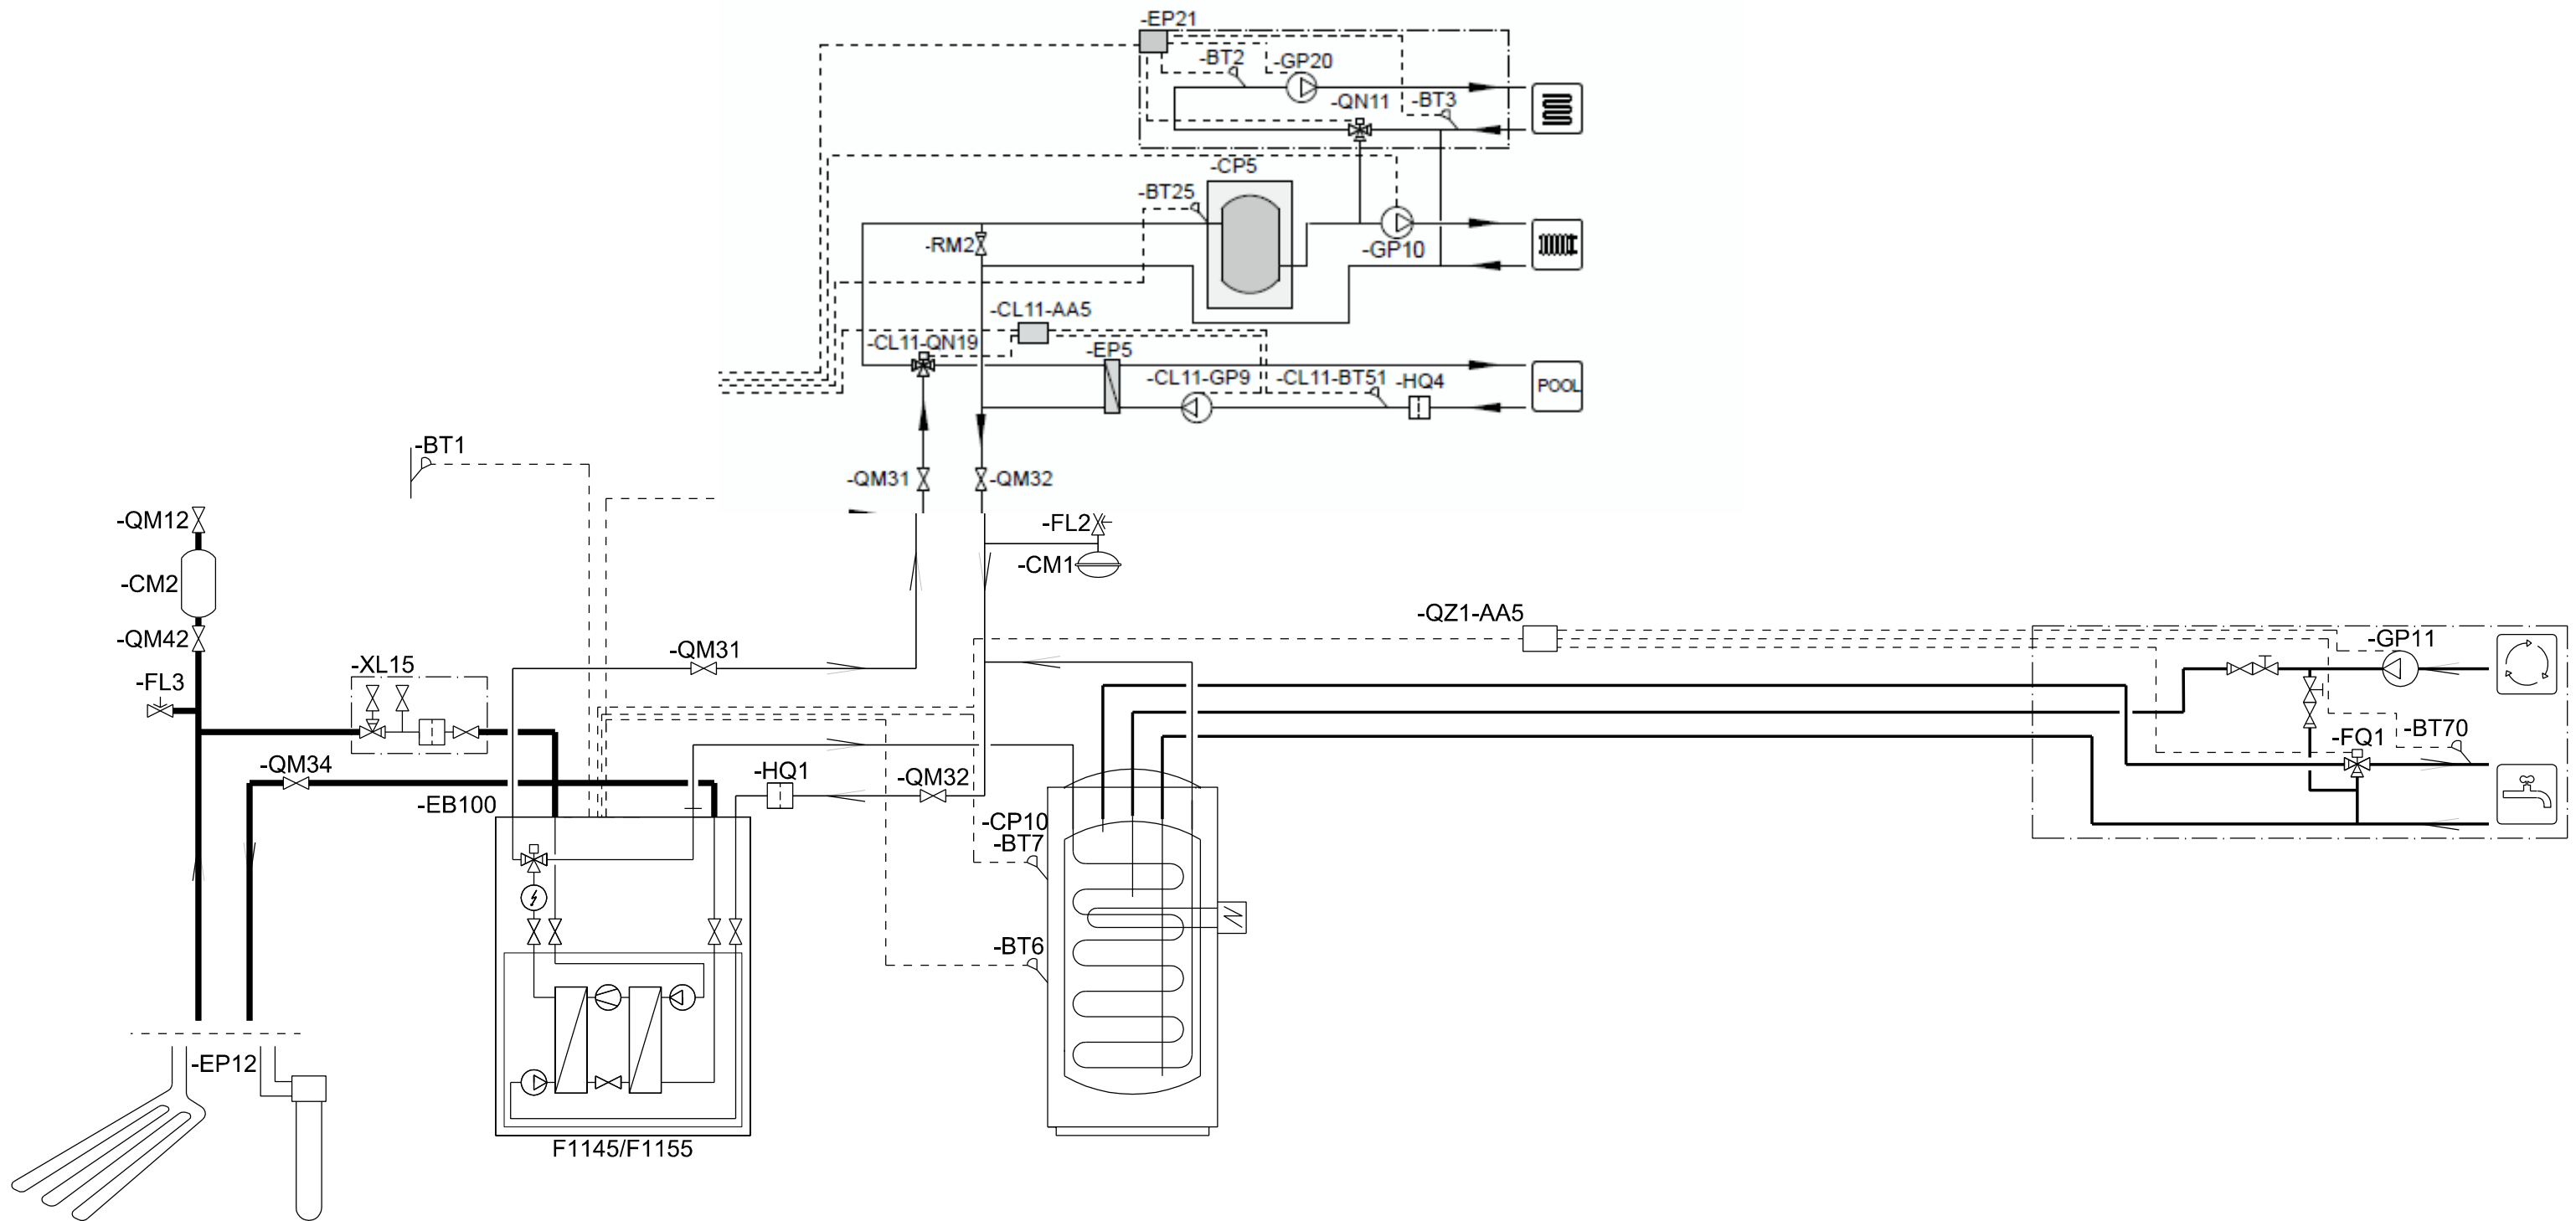 -EP21
-BT2
-GP20
-QN11
-BT3
-CP5
-BT25
-RM2
-GP10
-CL11-AA5
-CL11-QN19
-EP5
-CL11-GP9
-CL11-BT51
-HQ4
POOL
-BT1
-QM31
-QM32
-QM12
-FL2
-CM1
-CM2
-QM42
-QZ1-AA5
-GP11
-QM31
-XL15
-FL3
-FQ1
-BT70
-QM34
-HQ1
-QM32
-EB100
-CP10
-BT7
-BT6
-EP12
F1145/F1155